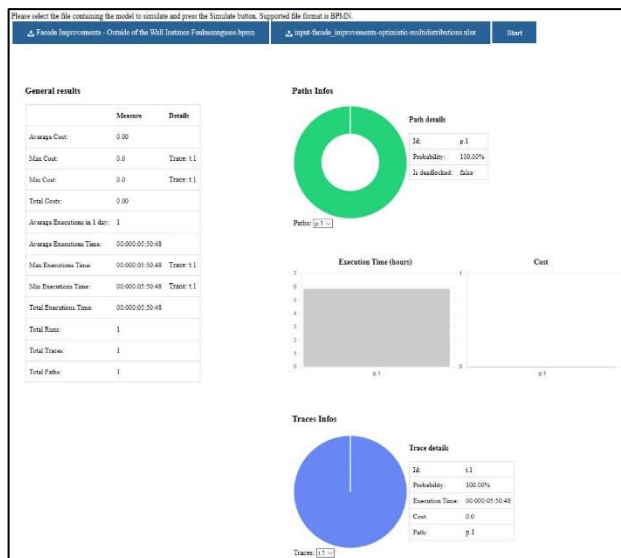 Please select the file containing the model to simulate and press the Simulate button. Supported file format is BPMN.
Facade Improvements - Outside of the Wall Instance Faulmanngasse.bpmn
input-facade_improvements-optimistic-multidistributions.xlsx
Start
General results
Measure Details
Average Cost: 0.00
Max Cost: 0.0 Trace: t.1
Min Cost: 0.0 Trace: t.1
Total Costs: 0.00
Average Executions in 1 day: 1
Average Executions Time: 00:000:05:50:48
Max Executions Time: 00:000:05:50:48 Trace: t.1
Min Executions Time: 00:000:05:50:48 Trace: t.1
Total Executions Time: 00:000:05:50:48
Total Runs: 1
Total Traces: 1
Total Paths: 1
Paths Infos
Path details
Id: p.1
Probability: 100.00%
Is deadlocked: false
Paths: p.1
Execution Time (hours)
7
6
5
4
3
2
1
0
p.1
Cost
1
0
p.1
Traces Infos
Trace details
Id: t.1
Probability: 100.00%
Execution Time: 00:000:05:50:48
Cost: 0.0
Path: p.1
Traces: t.1